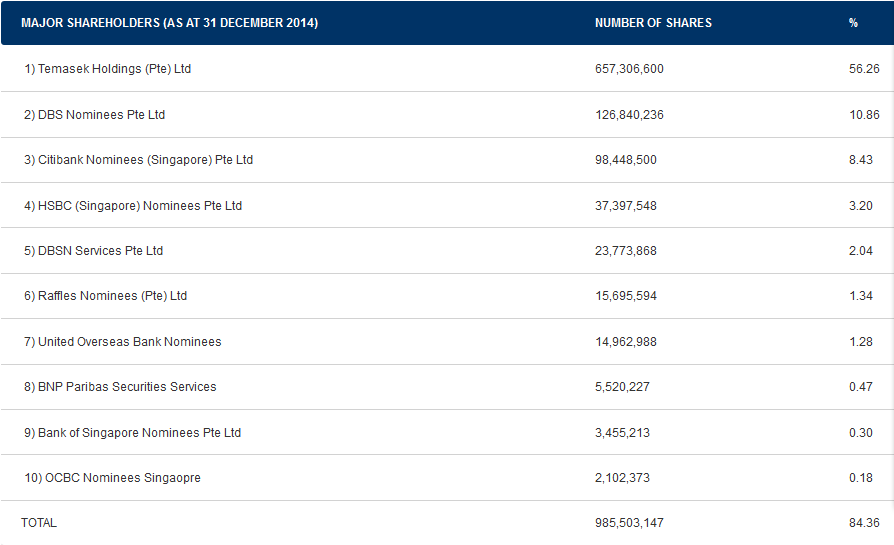 MAJOR SHAREHOLDERS (AS AT 31 DECEMBER 2014) NUMBER OF SHARES %
1) Temasek Holdings (Pte) Ltd 657,306,600 56.26
2) DBS Nominees Pte Ltd 126,840,236 10.86
3) Citibank Nominees (Singapore) Pte Ltd 98,448,500 8.43
4) HSBC (Singapore) Nominees Pte Ltd 37,397,548 3.20
5) DBSN Services Pte Ltd 23,773,868 2.04
6) Raffles Nominees (Pte) Ltd 15,695,594 1.34
7) United Overseas Bank Nominees 14,962,988 1.28
8) BNP Paribas Securities Services 5,520,227 0.47
9) Bank of Singapore Nominees Pte Ltd 3,455,213 0.30
10) OCBC Nominees Singaopre 2,102,373 0.18
TOTAL 985,503,147 84.36